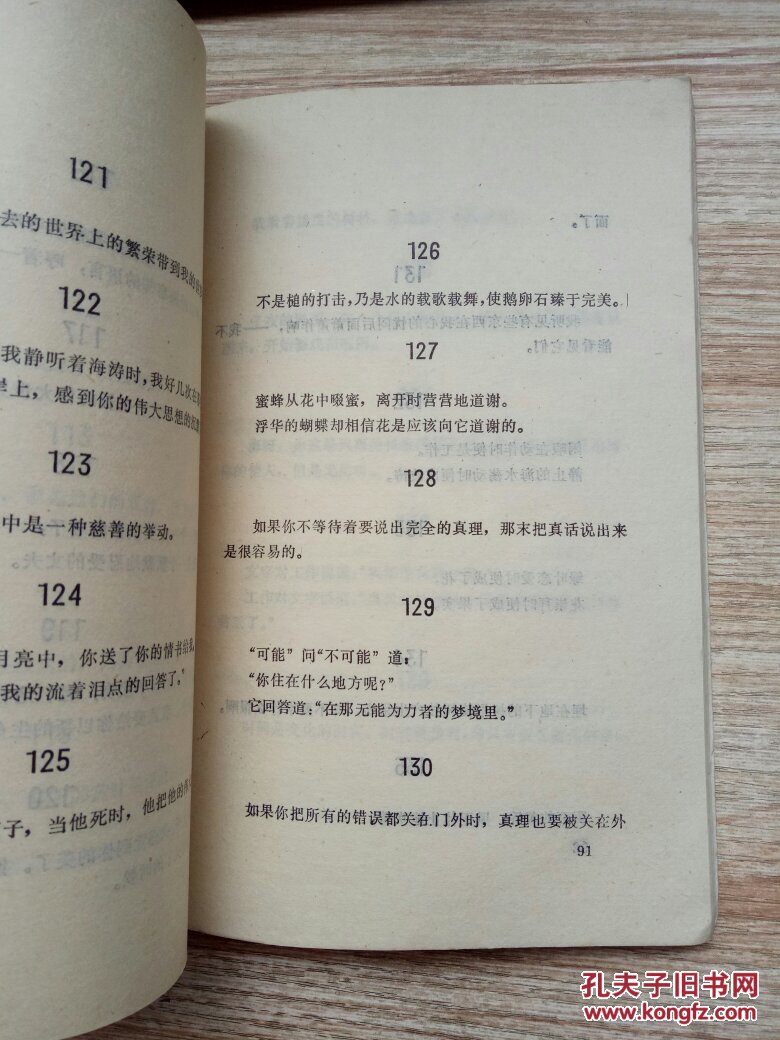 121
去的世界上的繁荣带到我的
122
我静听着海涛时,我好几次在
岸上，感到你的伟大思想的
123
中是一种慈善的举动。
124
月亮中，你送了你的情书给我。
我的流着泪点的回答了。”
125
子，当他死时，他把他的
126
不是槌的打击,乃是水的载歌载舞,使鹅卵石臻于完美。
127
蜜蜂从花中啜蜜，离开时营营地道谢。
浮华的蝴蝶却相信花是应该向它道谢的。
128
如果你不等待着要说出完全的真理，那末把真话说出来
是很容易的。
129
“可能”问“不可能”道:
“你住在什么地方呢?”
它回答道:“在那无能为力者的梦境里。”
130
如果你把所有的错误都关在门外时，真理也要被关在外
91
孔夫子旧书网
www.kongfz.com